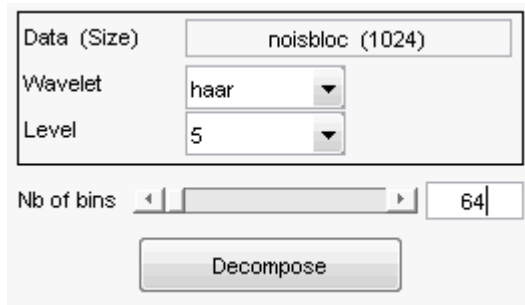 Data (Size) noisbloc (1024)
Wavelet haar
Level 5
Nb of bins 64
Decompose